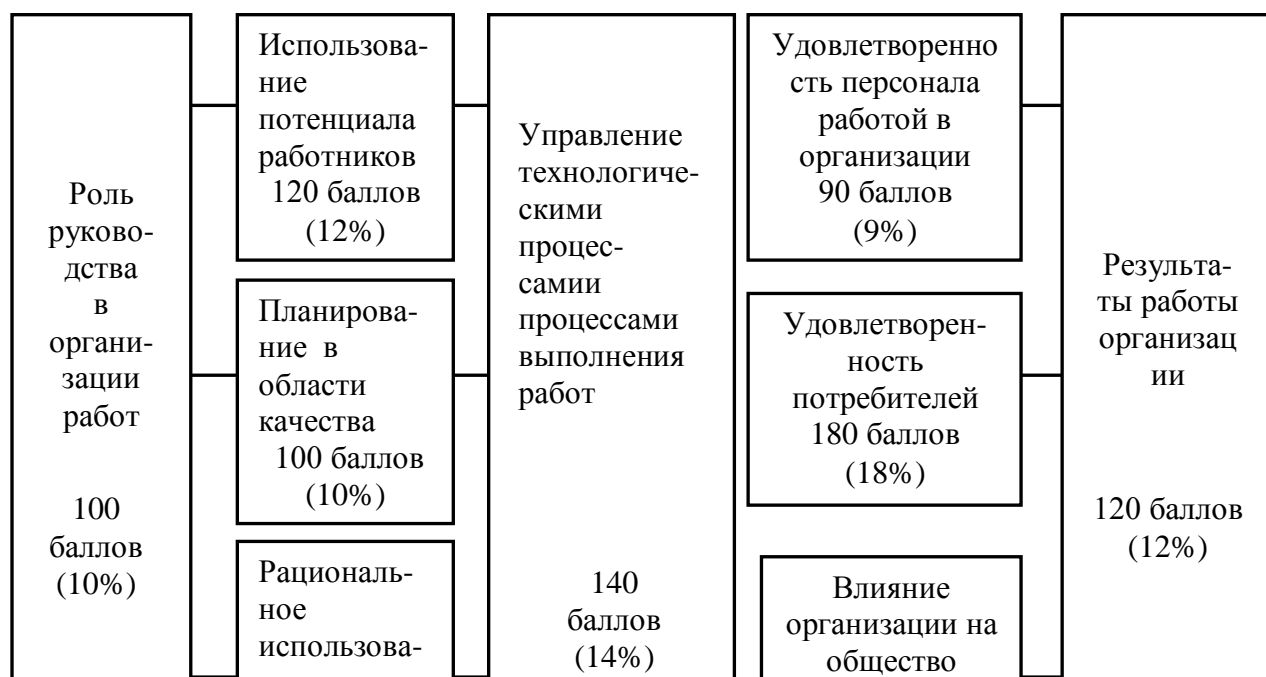 Роль
руково-
дства
в
органи-
зации
работ
100
баллов
(10%)
Использова-
ние
потенциала
работников
120 баллов
(12%)
Планирова-
ние в
области
качества
100 баллов
(10%)
Рациональ-
ное
использова-
Управление
технологиче-
скими
процес-
самии
процессами
выполнения
работ
140
баллов
(14%)
Удовлетворенно
сть персонала
работой в
организации
90 баллов
(9%)
Удовлетворен-
ность
потребителей
180 баллов
(18%)
Влияние
организации на
общество
Результа-
ты работы
организац
ии
120 баллов
(12%)